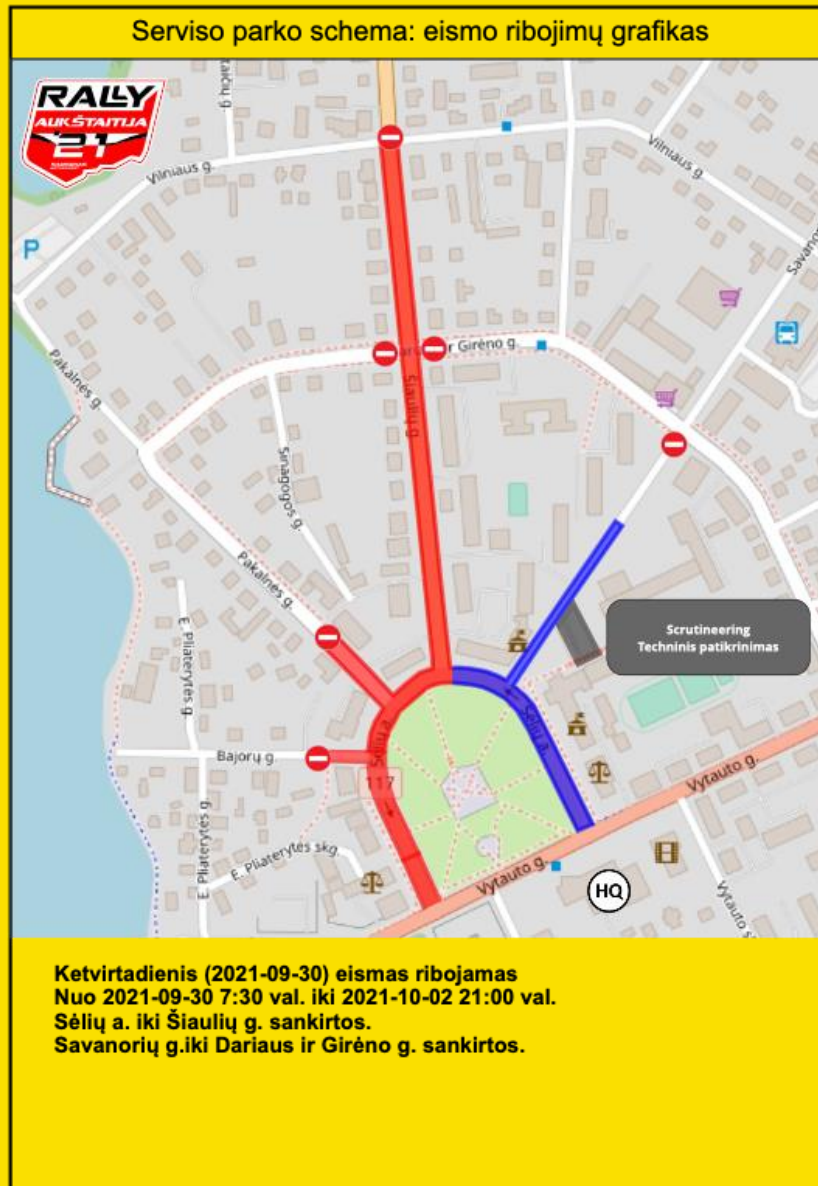 Serviso parko schema: eismo ribojimų grafikas
RALLY
AUKŠTAITIJA
'21
Vilniaus g.
Vilniaus g.
P
ir Girėno g.
Pakalnės g.
Šiaulių g
Sinagogos g.
Pakalnės g.
E. Pliaterytės g.
Scrutineering
Techninis patikrinimas
Sėlių a.
Sėlių a.
Bajorų g.
117
Vytauto g.
E. Pliaterytės g.
E. Pliaterytės skg.
Vytauto g.
HQ
Ketvirtadienis (2021-09-30) eismas ribojamas
Nuo 2021-09-30 7:30 val. iki 2021-10-02 21:00 val.
Sėlių a. iki Šiaulių g. sankirtos.
Savanorių g.iki Dariaus ir Girėno g. sankirtos.